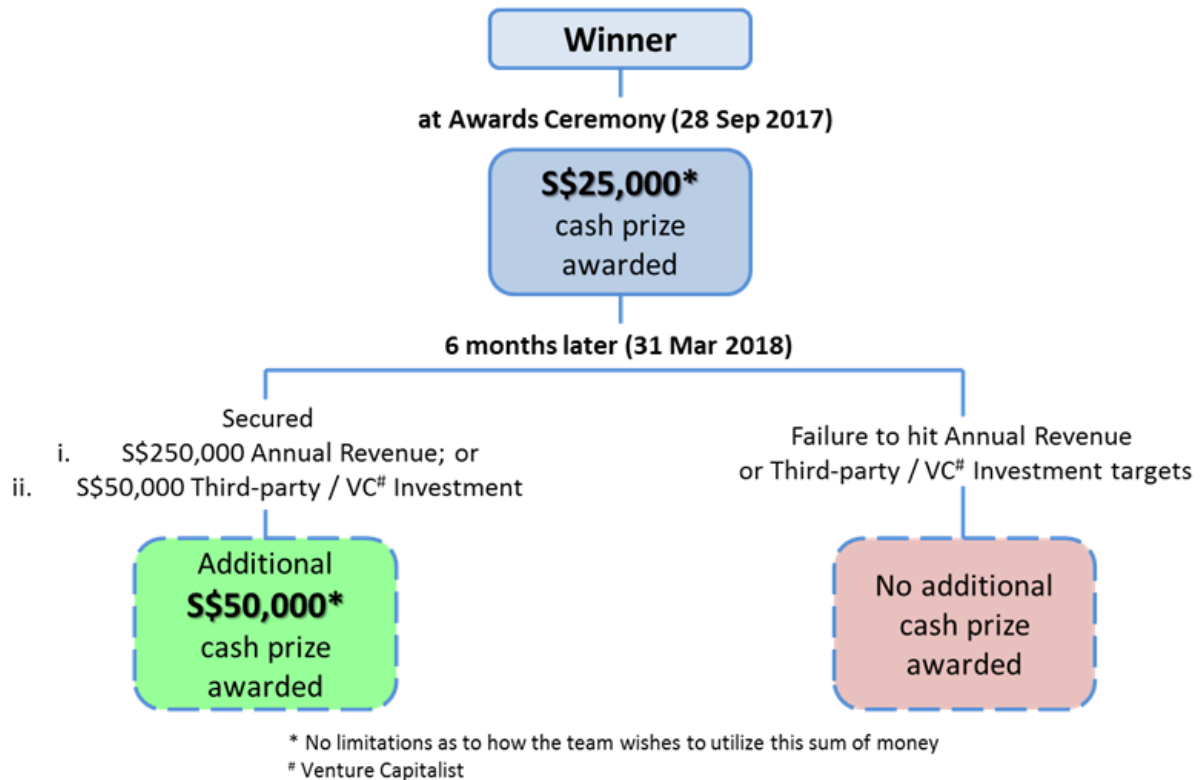 Winner
at Awards Ceremony (28 Sep 2017)
S$25,000*
cash prize
awarded
6 months later (31 Mar 2018)
Secured
i. S$250,000 Annual Revenue; or
ii. S$50,000 Third-party / VC# Investment
Additional
S$50,000*
cash prize
awarded
Failure to hit Annual Revenue
or Third-party / VC# Investment targets
No additional
cash prize
awarded
* No limitations as to how the team wishes to utilize this sum of money
# Venture Capitalist